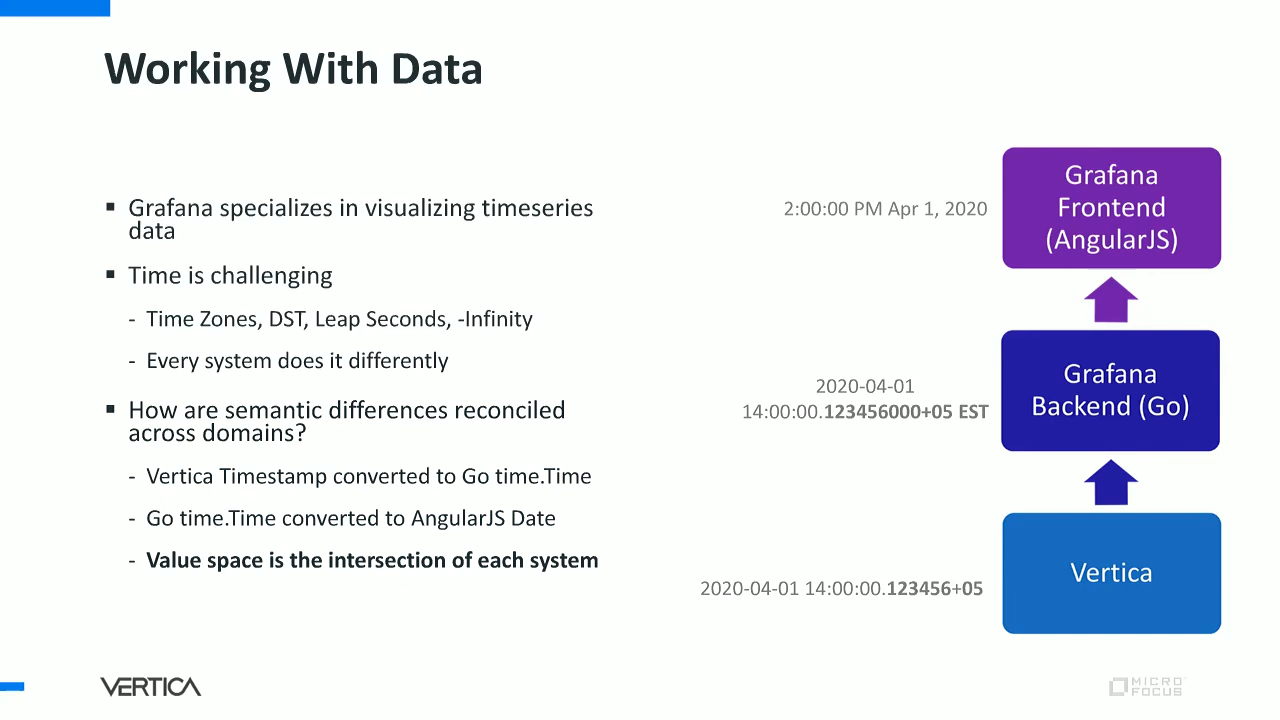 Working With Data
Grafana specializes in visualizing timeseries
data
Time is challenging
- Time Zones, DST, Leap Seconds, -Infinity
- Every system does it differently
How are semantic differences reconciled
across domains?
- Vertica Timestamp converted to Go time.Time
- Go time.Time converted to AngularJS Date
- Value space is the intersection of each system
2:00:00 PM Apr 1, 2020
Grafana
Frontend
(AngularJS)
2020-04-01
14:00:00.123456000+05 EST
Grafana
Backend (Go)
2020-04-01 14:00:00.123456+05
Vertica
VERTICA
MICRO
FOCUS